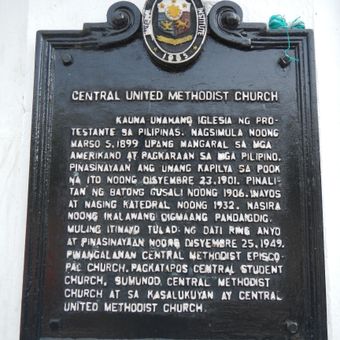 1933
CENTRAL UNITED METHODIST CHURCH
KAUNA-UNAHANG IGLESIA NG PRO-
TESTANTE SA PILIPINAS. NAGSIMULA NOONG
MARSO 5, 1899 UPANG MANGARAL SA MGA
AMERIKANO AT PAGKARAAN SA MGA PILIPINO.
PINASINAYAAN ANG UNANG KAPILYA SA POOK
NA ITO NOONG DISYEMBRE 23, 1901. PINALI-
TAN NG BATONG GUSALI NOONG 1906. INAYOS
AT NAGING KATEDRAL NOONG 1932. NASIRA
NOONG IKALAWANG DIGMAANG PANDAIGDIG.
MULING ITINAYO TULAD NG DATI RING ANYO
AT PINASINAYAAN NOONG DISYEMBRE 25, 1949.
PINANGALANAN CENTRAL METHODIST EPISCO-
PAL CHURCH, PAGKATAPOS CENTRAL STUDENT
CHURCH, SUMUNOD, CENTRAL METHODIST
CHURCH AT SA KASALUKUYAN AY CENTRAL
UNITED METHODIST CHURCH.